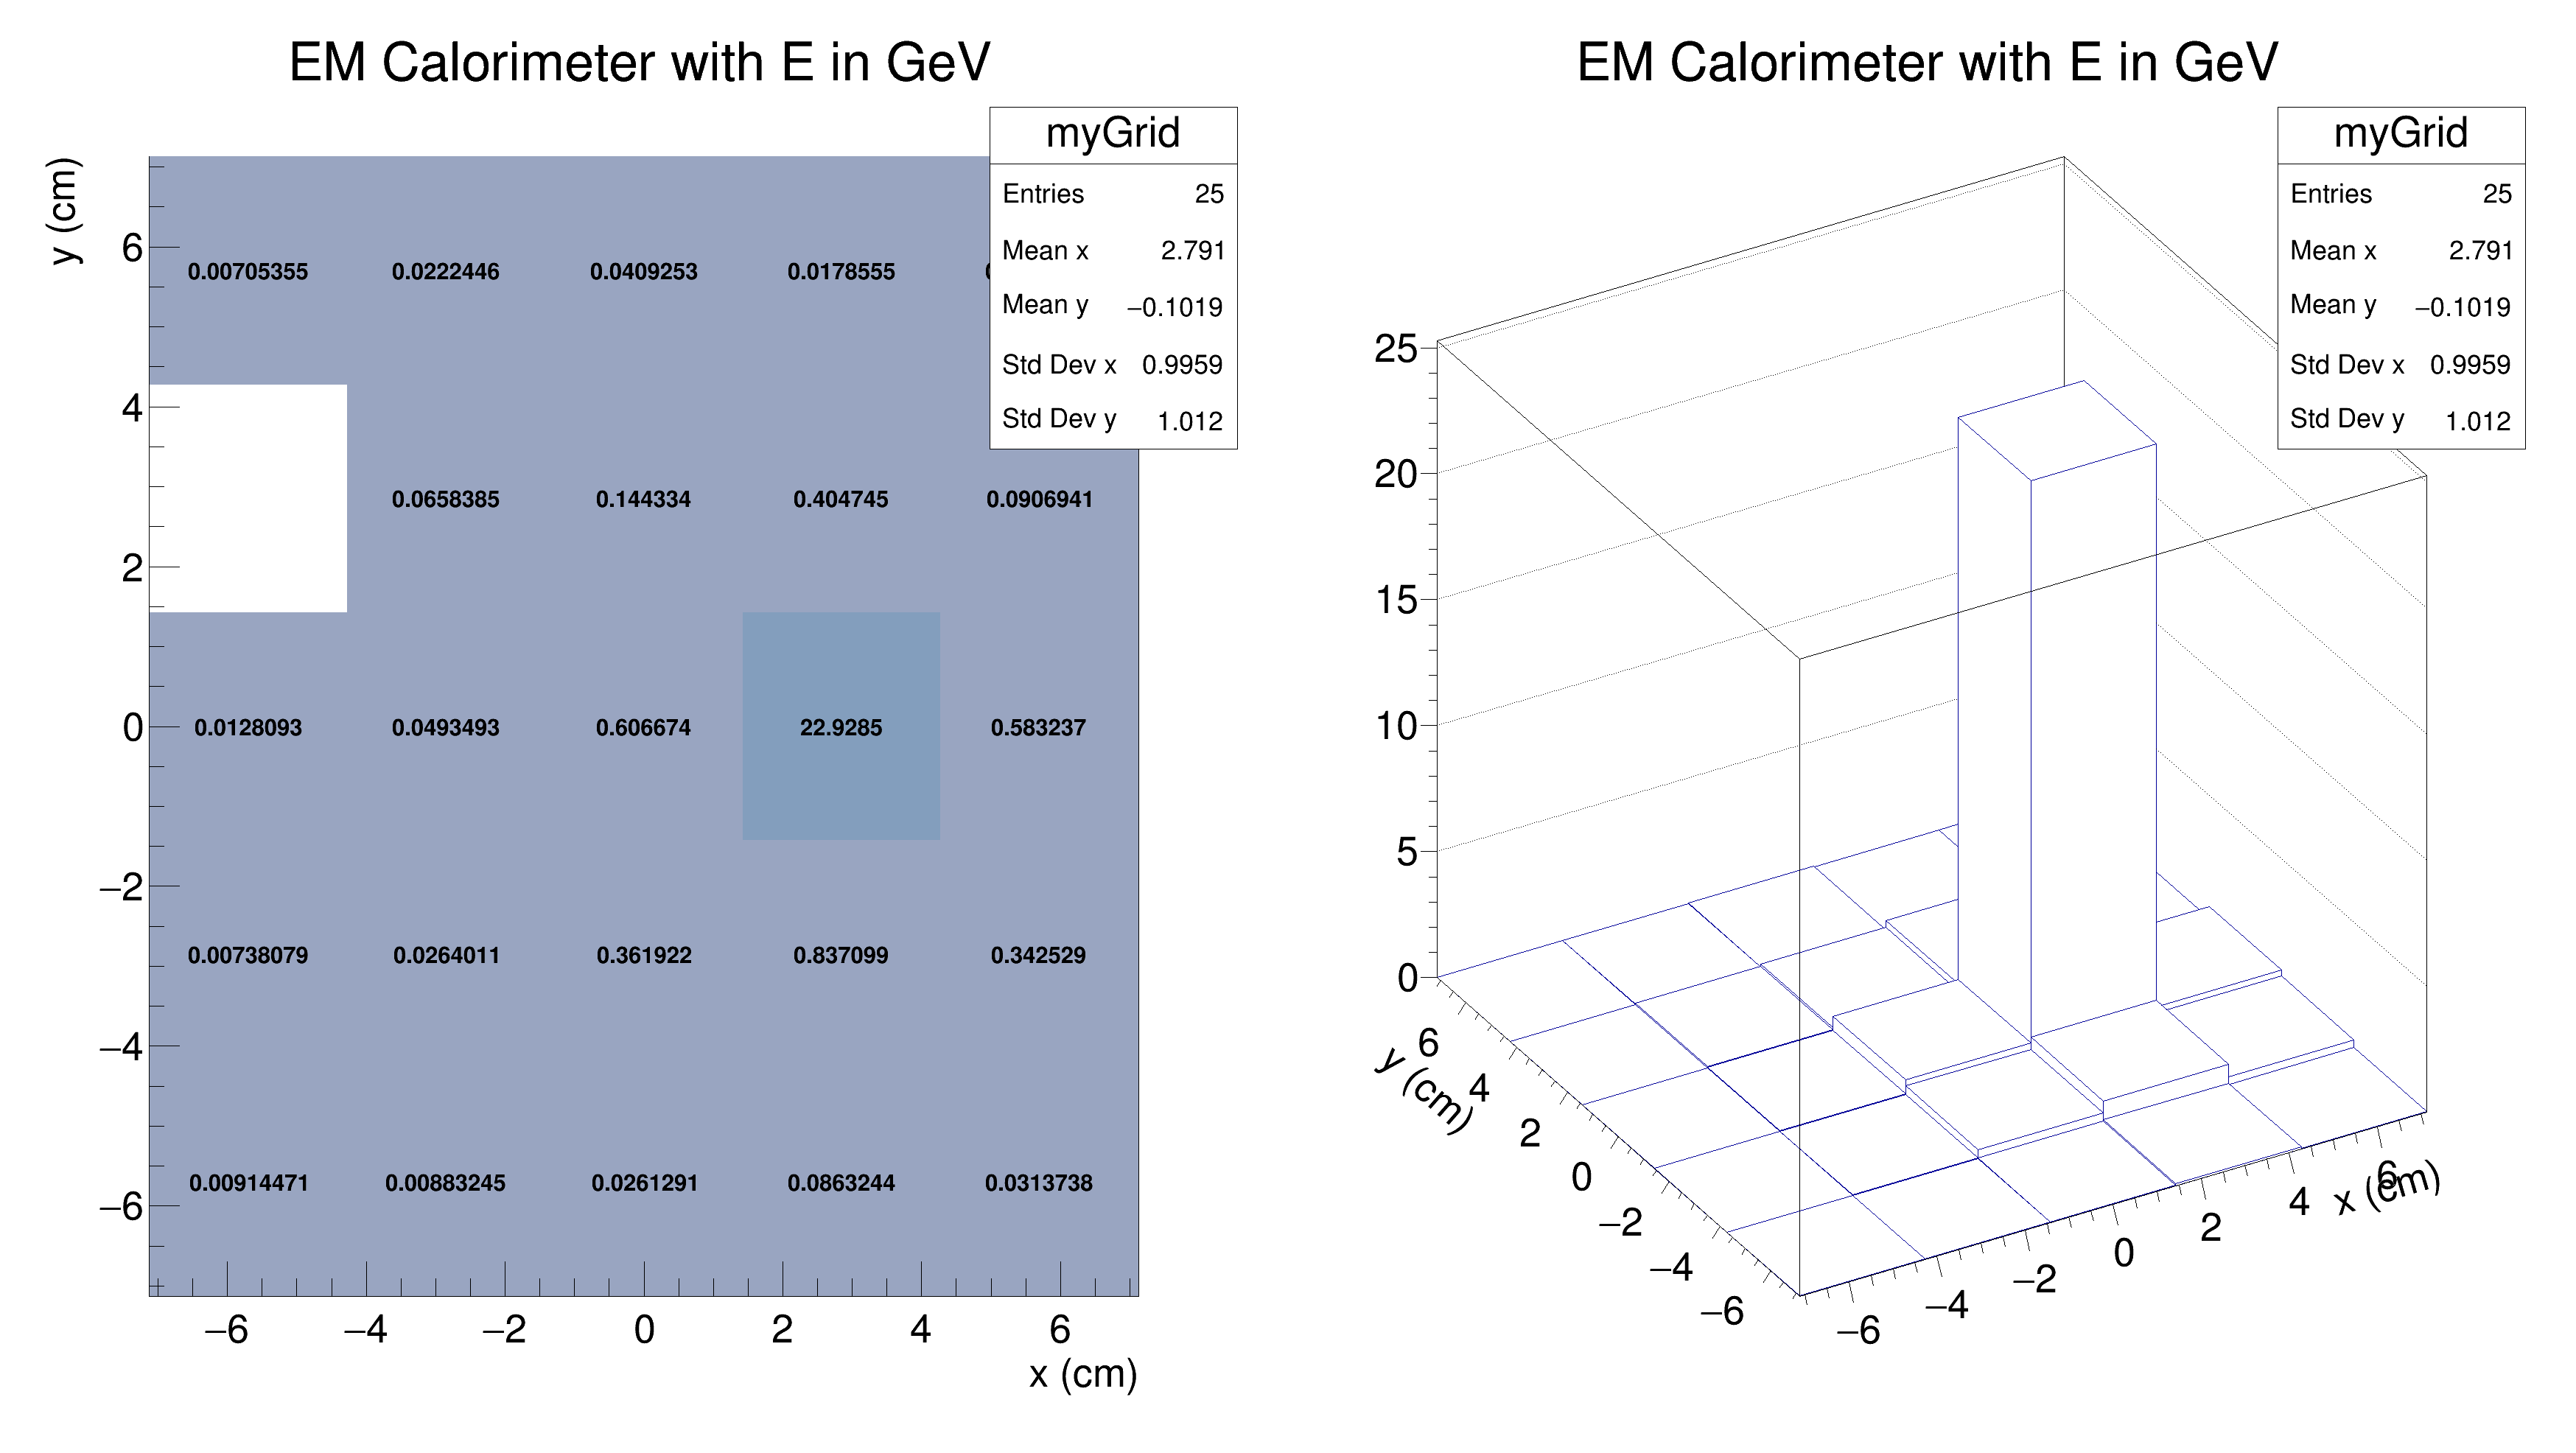 EM Calorimeter with E in GeV
myGrid
Entries 25
Mean x 2.791
Mean y −0.1019
Std Dev x 0.9959
Std Dev y 1.012
y (cm)
6
4
2
0
−2
−4
−6
0.00705355 0.0222446 0.0409253 0.0178555
0.0658385 0.144334 0.404745 0.0906941
0.0128093 0.0493493 0.606674 22.9285 0.583237
0.00738079 0.0264011 0.361922 0.837099 0.342529
0.00914471 0.00883245 0.0261291 0.0863244 0.0313738
−6 −4 −2 0 2 4 6
x (cm)
EM Calorimeter with E in GeV
myGrid
Entries 25
Mean x 2.791
Mean y −0.1019
Std Dev x 0.9959
Std Dev y 1.012
25
20
15
10
5
0
6
4
2
0
−2
−4
−6
y (cm)
−6 −4 −2 0 2 4 6
x (cm)